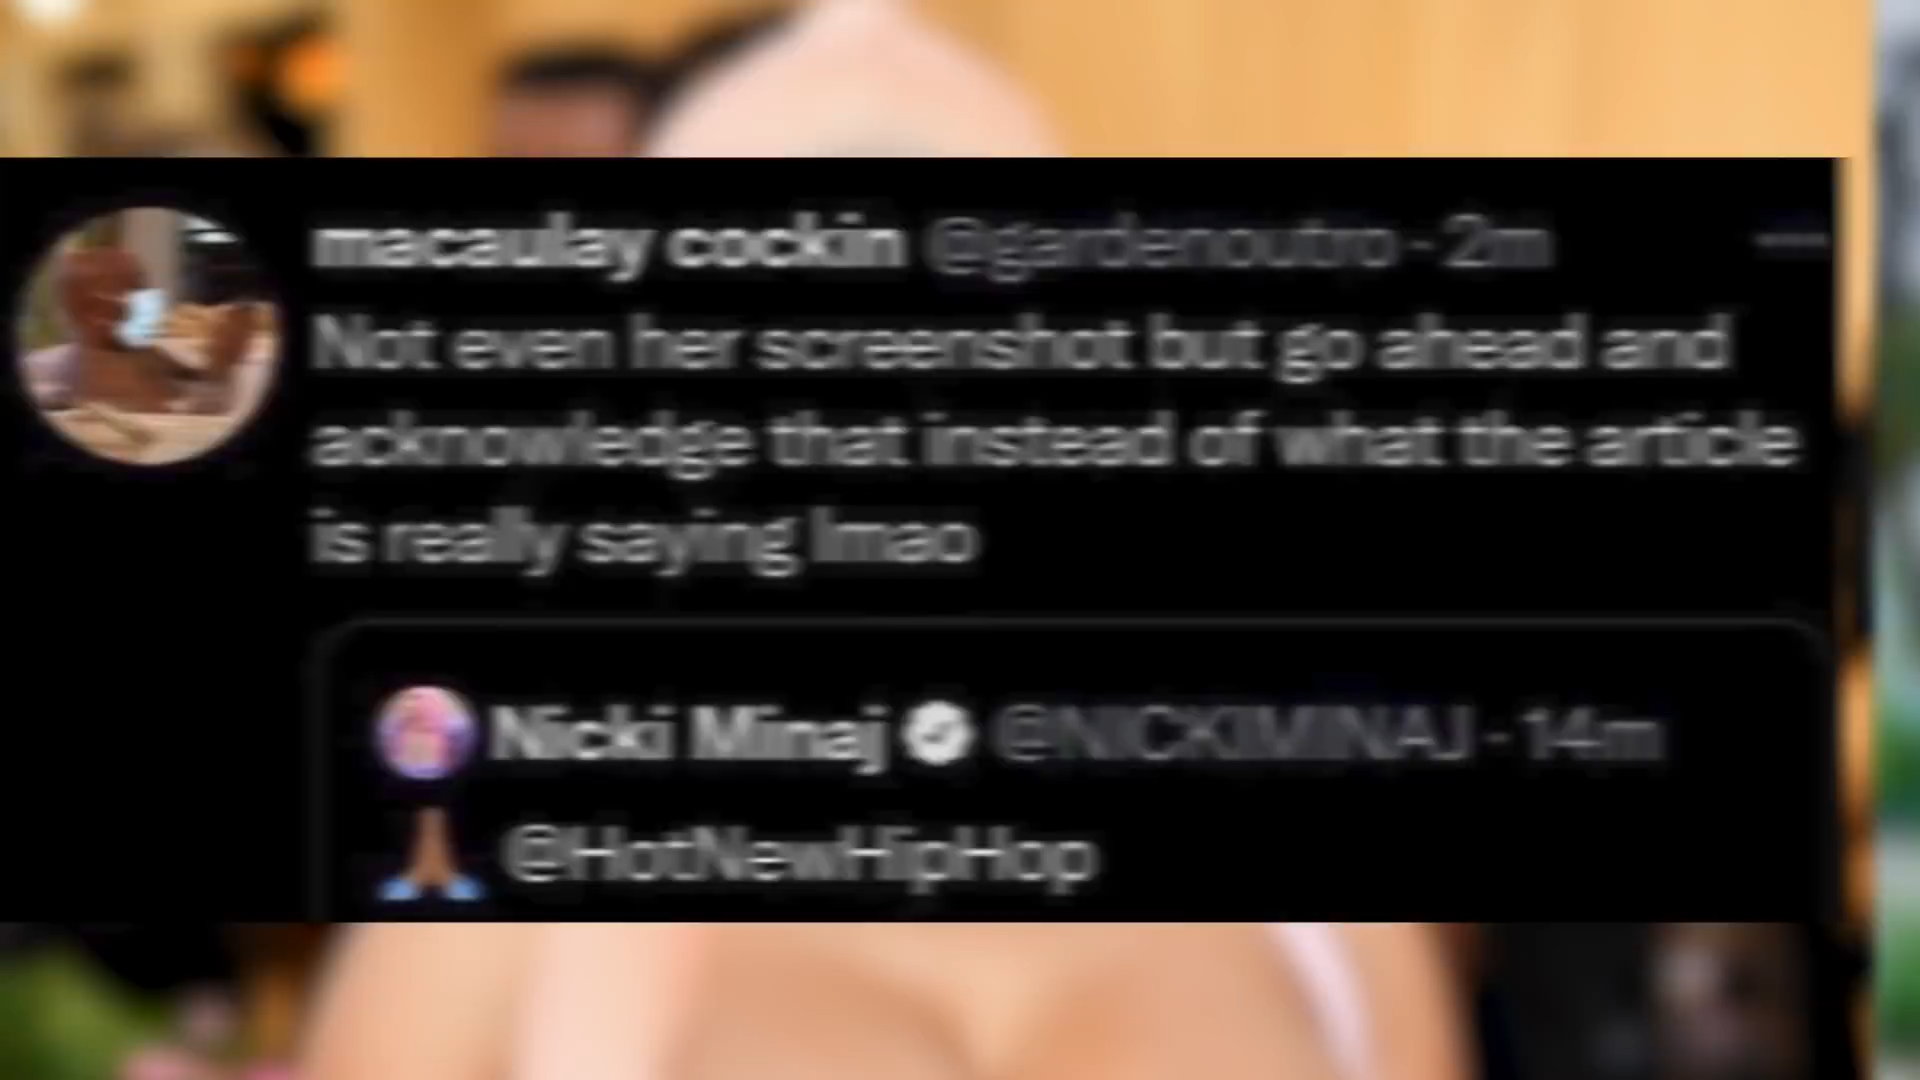 macaulay cockin @gardenoutro · 2m
Not even her screenshot but go ahead and
acknowledge that instead of what the article
is really saying lmao
Nicki Minaj @NICKIMINAJ · 14m
@HotNewHipHop